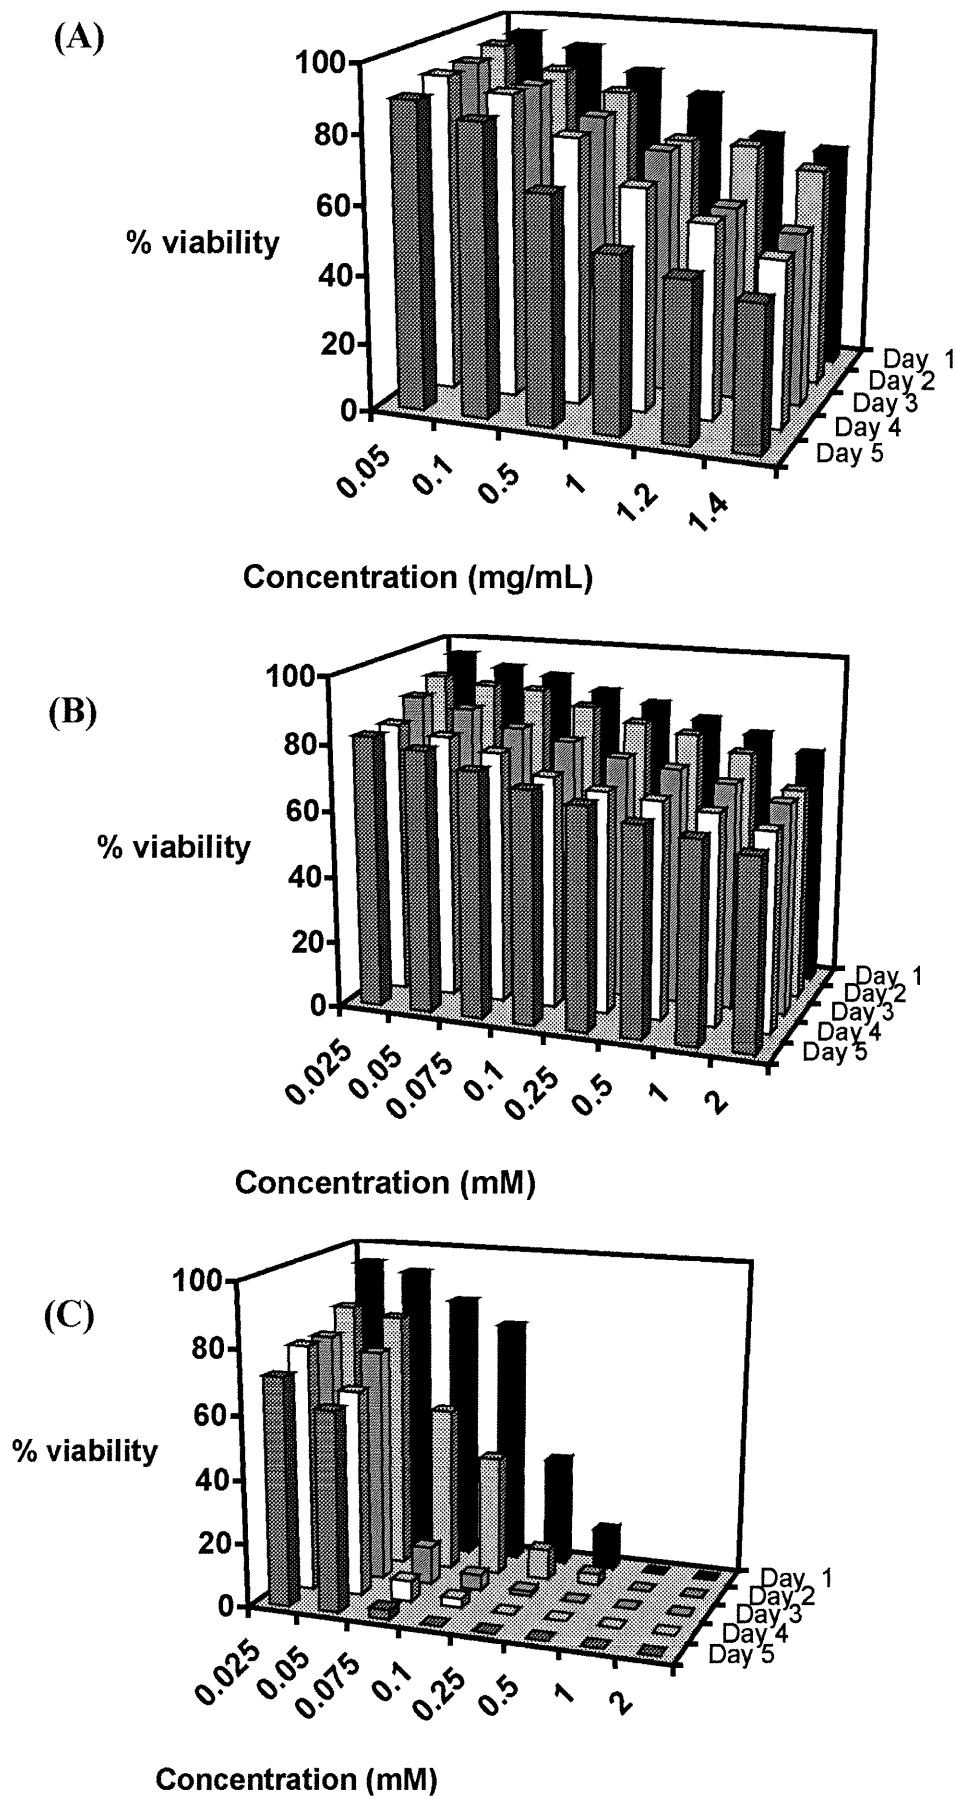 (A)
100
80
60
40
20
0
% viability
0.05
0.1
0.5
1
1.2
1.4
Day 1
Day 2
Day 3
Day 4
Day 5
Concentration (mg/mL)
(B)
100
80
60
40
20
0
% viability
0.025
0.05
0.075
0.1
0.25
0.5
1
2
Day 1
Day 2
Day 3
Day 4
Day 5
Concentration (mM)
(C)
100
80
60
40
20
0
% viability
0.025
0.05
0.075
0.1
0.25
0.5
1
2
Day 1
Day 2
Day 3
Day 4
Day 5
Concentration (mM)